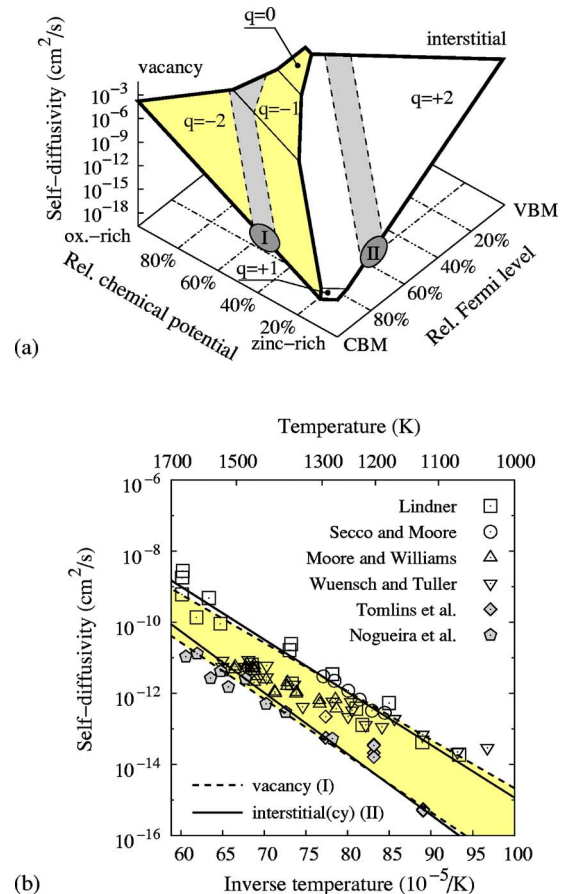 q=0
interstitial
vacancy
Self−diffusivity (cm²/s)
10⁻³
10⁻⁶
10⁻⁹
10⁻¹²
10⁻¹⁵
10⁻¹⁸
q=−2
q=−1
q=+2
ox.−rich
80%
60%
40%
20%
zinc−rich
Rel. chemical potential
I
II
q=+1
VBM
20%
40%
60%
80%
CBM
Rel. Fermi level
(a)
Temperature (K)
1700 1500 1300 1200 1100 1000
10⁻⁶
10⁻⁸
10⁻¹⁰
10⁻¹²
10⁻¹⁴
10⁻¹⁶
Self−diffusivity (cm²/s)
Lindner
Secco and Moore
Moore and Williams
Wuensch and Tuller
Tomlins et al.
Nogueira et al.
vacancy (I)
interstitial(cy) (II)
60 65 70 75 80 85 90 95 100
(b)
Inverse temperature (10⁻⁵/K)